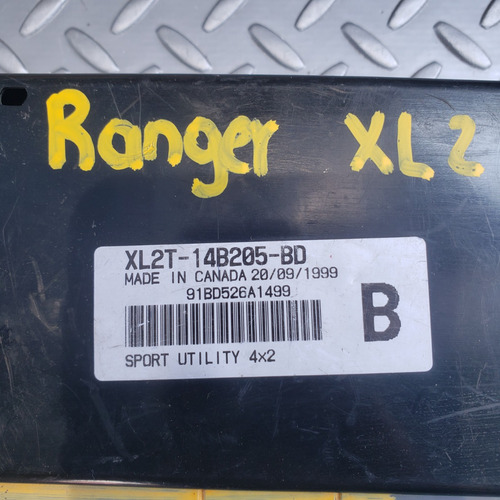 Ranger XL2
XL2T-14B205-BD
MADE IN CANADA 20/09/1999
91BD526A1499
B
SPORT UTILITY 4x2